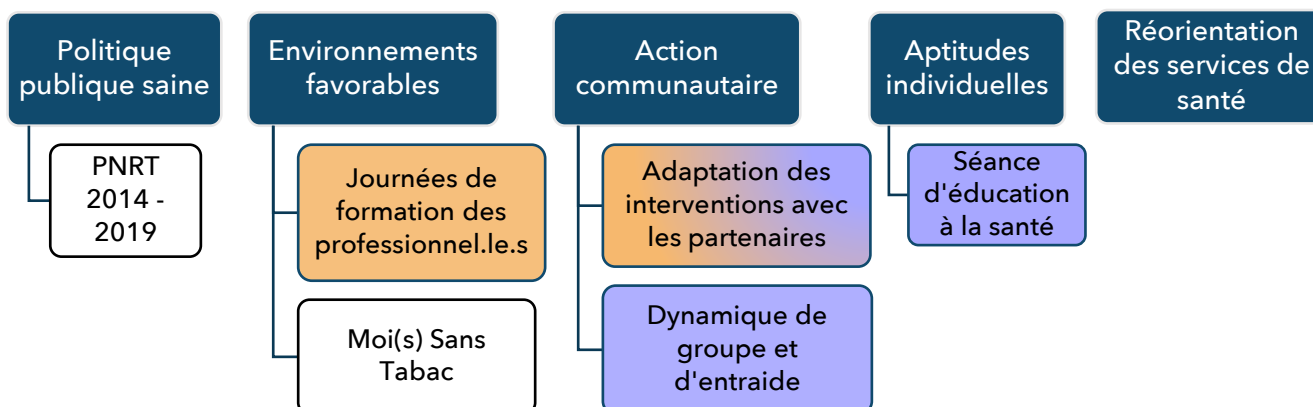 Politique
publique saine
PNRT
2014 -
2019
Environnements
favorables
Journées de
formation des
professionnel.le.s
Moi(s) Sans
Tabac
Action
communautaire
Adaptation des
interventions avec
les partenaires
Dynamique de
groupe et
d'entraide
Aptitudes
individuelles
Séance
d'éducation
à la santé
Réorientation
des services de
santé